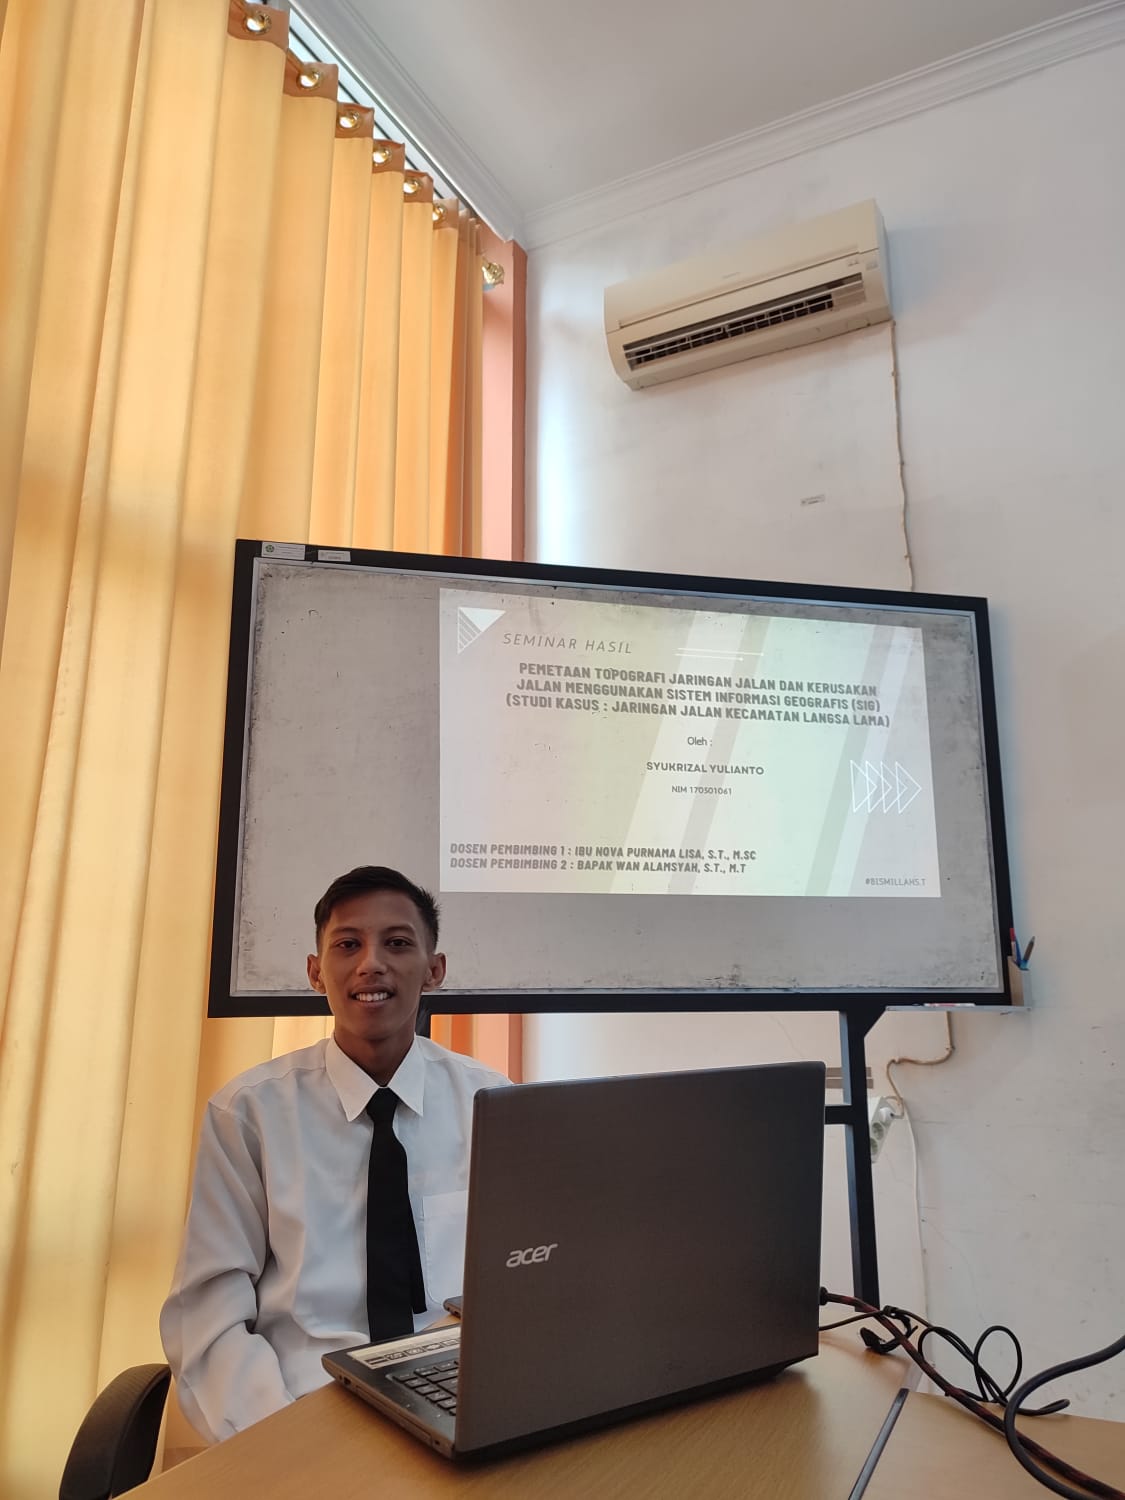 SEMINAR HASIL
PEMETAAN TOPOGRAFI JARINGAN JALAN DAN KERUSAKAN
JALAN MENGGUNAKAN SISTEM INFORMASI GEOGRAFIS (SIG)
(STUDI KASUS : JARINGAN JALAN KECAMATAN LANGSA LAMA)
Oleh :
SYUKRIZAL YULIANTO
NIM 170501061
DOSEN PEMBIMBING 1 : IBU NOVA PURNAMA LISA, S.T., M.SC
DOSEN PEMBIMBING 2 : BAPAK WAN ALAMSYAH, S.T., M.T
#BISMILLAHS.T
acer